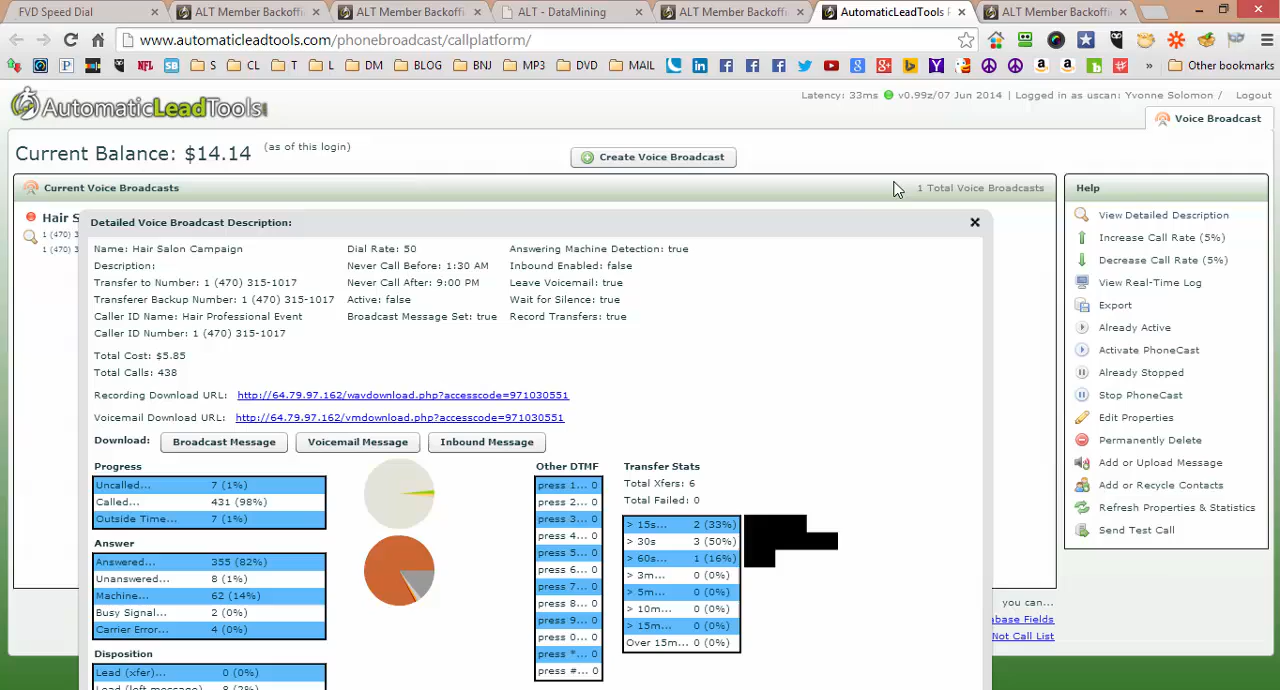 FVD Speed Dial
ALT Member Backoffi
ALT Member Backoffi
ALT - DataMining
ALT Member Backoffi
AutomaticLeadTools
ALT Member Backoffi
www.automaticleadtools.com/phonebroadcast/callplatform/
NFL
SB
S
CL
T
L
DM
BLOG
BNJ
MP3
DVD
MAIL
» Other bookmarks
AutomaticLeadTools
Latency: 33ms v0.99z/07 Jun 2014 | Logged in as uscan: Yvonne Solomon / Logout
Voice Broadcast
Current Balance: $14.14 (as of this login)
Create Voice Broadcast
Current Voice Broadcasts
1 Total Voice Broadcasts
Hair S
1 (470) 3
1 (470) 3
Detailed Voice Broadcast Description:
Name: Hair Salon Campaign
Description:
Transfer to Number: 1 (470) 315-1017
Transferer Backup Number: 1 (470) 315-1017
Caller ID Name: Hair Professional Event
Caller ID Number: 1 (470) 315-1017
Dial Rate: 50
Never Call Before: 1:30 AM
Never Call After: 9:00 PM
Active: false
Broadcast Message Set: true
Answering Machine Detection: true
Inbound Enabled: false
Leave Voicemail: true
Wait for Silence: true
Record Transfers: true
Total Cost: $5.85
Total Calls: 438
Recording Download URL: http://64.79.97.162/wavdownload.php?accesscode=971030551
Voicemail Download URL: http://64.79.97.162/vmdownload.php?accesscode=971030551
Download: Broadcast Message Voicemail Message Inbound Message
Progress
Uncalled... 7 (1%)
Called... 431 (98%)
Outside Time... 7 (1%)
Answer
Answered... 355 (82%)
Unanswered... 8 (1%)
Machine... 62 (14%)
Busy Signal... 2 (0%)
Carrier Error... 4 (0%)
Disposition
Lead (xfer)... 0 (0%)
Lead (left message) 8 (2%)
Other DTMF
press 1... 0
press 2... 0
press 3... 0
press 4... 0
press 5... 0
press 6... 0
press 7... 0
press 8... 0
press 9... 0
press 0... 0
press *... 0
press #... 0
Transfer Stats
Total Xfers: 6
Total Failed: 0
> 15s... 2 (33%)
> 30s 3 (50%)
> 60s... 1 (16%)
> 3m... 0 (0%)
> 5m... 0 (0%)
> 10m... 0 (0%)
> 15m... 0 (0%)
Over 15m... 0 (0%)
Help
View Detailed Description
Increase Call Rate (5%)
Decrease Call Rate (5%)
View Real-Time Log
Export
Already Active
Activate PhoneCast
Already Stopped
Stop PhoneCast
Edit Properties
Permanently Delete
Add or Upload Message
Add or Recycle Contacts
Refresh Properties & Statistics
Send Test Call
you can...
abase Fields
Not Call List